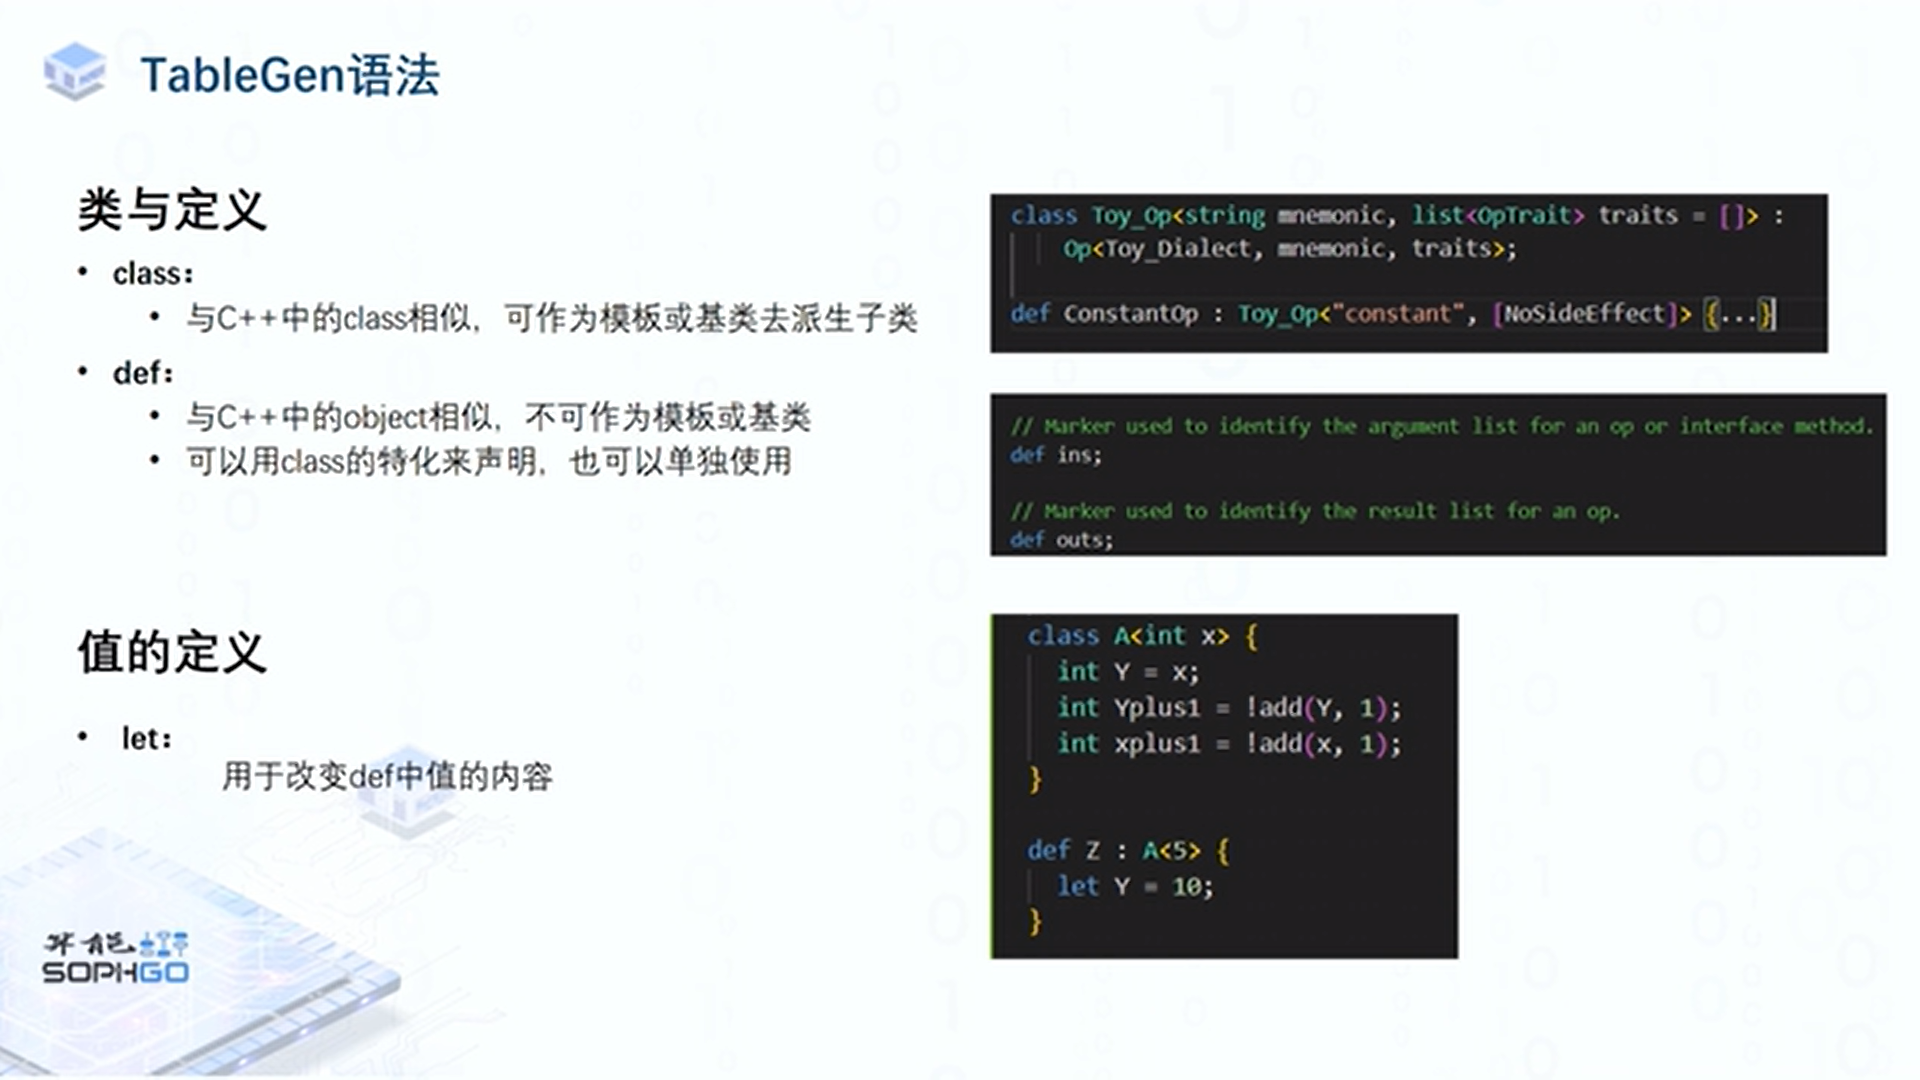 TableGen语法
类与定义
• class：
• 与C++中的class相似，可作为模板或基类去派生子类
• def：
• 与C++中的object相似，不可作为模板或基类
• 可以用class的特化来声明，也可以单独使用
值的定义
• let：
用于改变def中值的内容
class Toy_Op<string mnemonic, list<OpTrait> traits = []> :
Op<Toy_Dialect, mnemonic, traits>;
def ConstantOp : Toy_Op<"constant", [NoSideEffect]> {...}
// Marker used to identify the argument list for an op or interface method.
def ins;
// Marker used to identify the result list for an op.
def outs;
class A<int x> {
int Y = x;
int Yplus1 = !add(Y, 1);
int xplus1 = !add(x, 1);
}
def Z : A<5> {
let Y = 10;
}
算能
SOPHGO